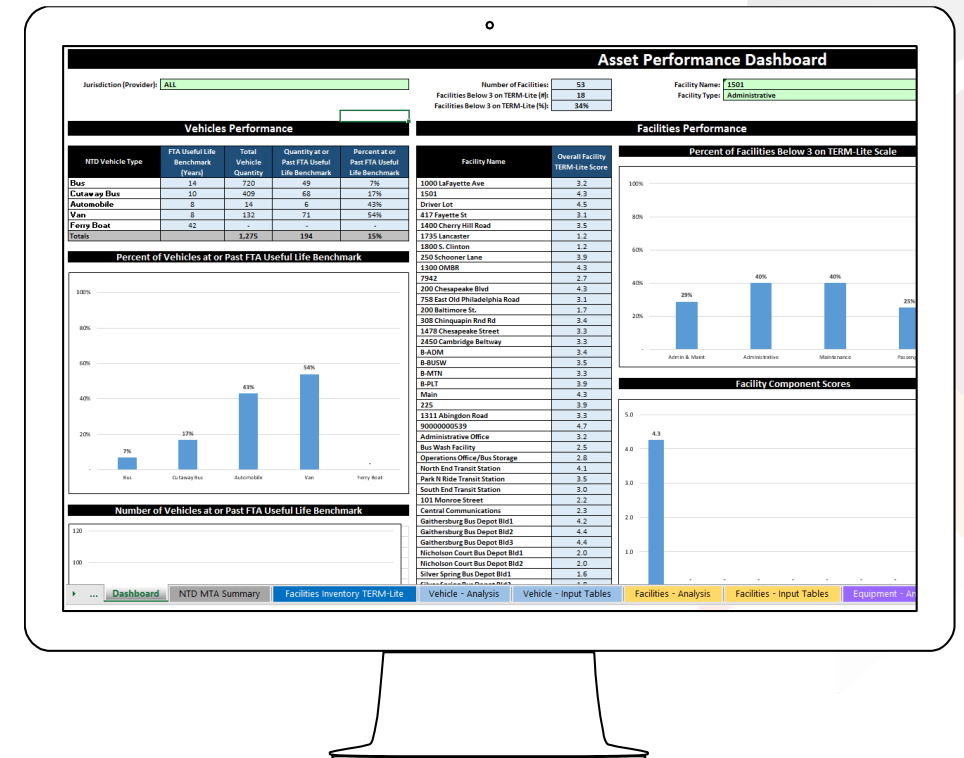 Asset Performance Dashboard
Jurisdiction (Provider): ALL
Number of Facilities: 53
Facilities Below 3 on TERM-Lite (#): 18
Facilities Below 3 on TERM-Lite (%): 34%
Facility Name: 1501
Facility Type: Administrative
Vehicles Performance
NTD Vehicle Type FTA Useful Life Benchmark (Years) Total Vehicle Quantity Quantity at or Past FTA Useful Life Benchmark Percent at or Past FTA Useful Life Benchmark
Bus 14 720 49 7%
Cutaway Bus 10 409 68 17%
Automobile 8 14 6 43%
Van 8 132 71 54%
Ferry Boat 42 - - -
Totals 1,275 194 15%
Percent of Vehicles at or Past FTA Useful Life Benchmark
100%
80%
60%
40%
20%
-
7%
17%
43%
54%
-
Bus Cutaway Bus Automobile Van Ferry Boat
Number of Vehicles at or Past FTA Useful Life Benchmark
120
100
Facilities Performance
Facility Name Overall Facility TERM-Lite Score
1000 LaFayette Ave 3.2
1501 4.3
Driver Lot 4.5
417 Fayette St 3.1
1400 Cherry Hill Road 3.5
1735 Lancaster 1.2
1800 S. Clinton 1.2
250 Schooner Lane 3.9
1300 OMBR 4.3
7942 2.7
200 Chesapeake Blvd 4.3
758 East Old Philadelphia Road 3.1
200 Baltimore St. 1.7
308 Chinquapin Rnd Rd 3.4
1478 Chesapeake Street 3.3
2450 Cambridge Beltway 3.3
B-ADM 3.4
B-BUSW 3.5
B-MTN 3.3
B-PLT 3.9
Main 4.3
225 3.9
1311 Abingdon Road 3.3
90000000539 4.7
Administrative Office 3.2
Bus Wash Facility 2.5
Operations Office/Bus Storage 2.8
North End Transit Station 4.1
Park N Ride Transit Station 3.5
South End Transit Station 3.0
101 Monroe Street 2.2
Central Communications 2.3
Gaithersburg Bus Depot Bld1 4.2
Gaithersburg Bus Depot Bld2 4.4
Gaithersburg Bus Depot Bld3 4.4
Nicholson Court Bus Depot Bld1 2.0
Nicholson Court Bus Depot Bld2 2.0
Silver Spring Bus Depot Bld1 1.6
Percent of Facilities Below 3 on TERM-Lite Scale
100%
80%
60%
40%
20%
-
29%
40%
40%
25%
Admin & Maint Administrative Maintenance Passeng
Facility Component Scores
5.0
4.0
3.0
2.0
1.0
4.3
... Dashboard NTD MTA Summary Facilities Inventory TERM-Lite Vehicle - Analysis Vehicle - Input Tables Facilities - Analysis Facilities - Input Tables Equipment - An